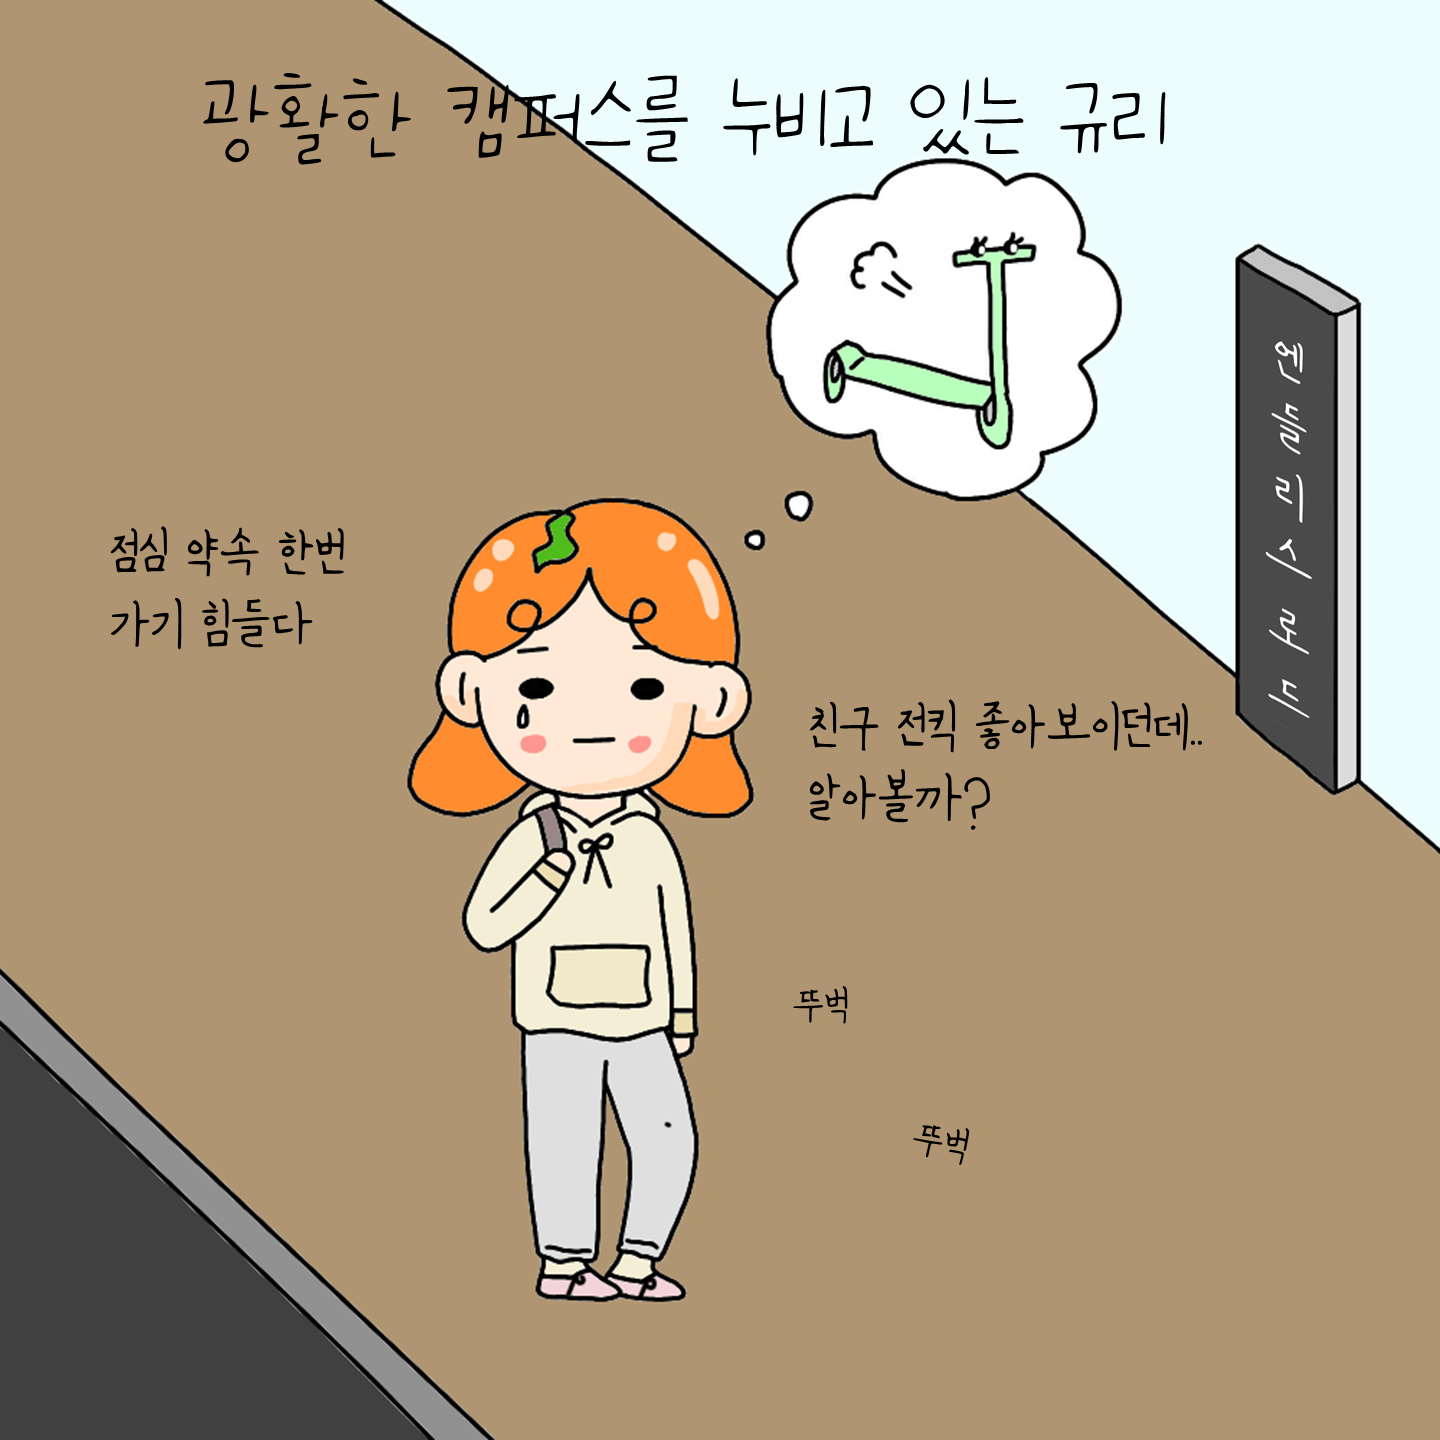 광활한 캠퍼스를 누비고 있는 규리
엔들리스로드
점심 약속 한번
가기 힘들다
친구 전킥 좋아보이던데..
알아볼까?
뚜벅
뚜벅